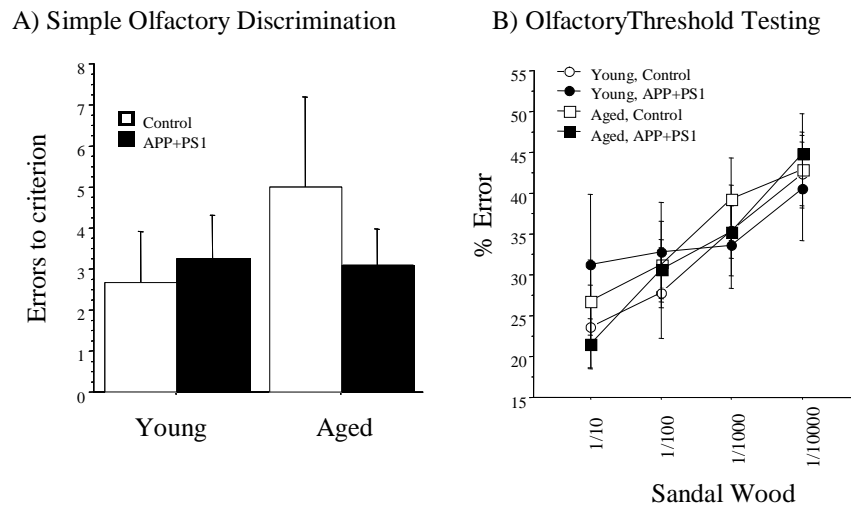 A) Simple Olfactory Discrimination
8
7
6
5
4
3
2
1
0
Errors to criterion
Control
APP+PS1
Young
Aged
B) OlfactoryThreshold Testing
55
50
45
40
35
30
25
20
15
% Error
Young, Control
Young, APP+PS1
Aged, Control
Aged, APP+PS1
1/10
1/100
1/1000
1/10000
Sandal Wood